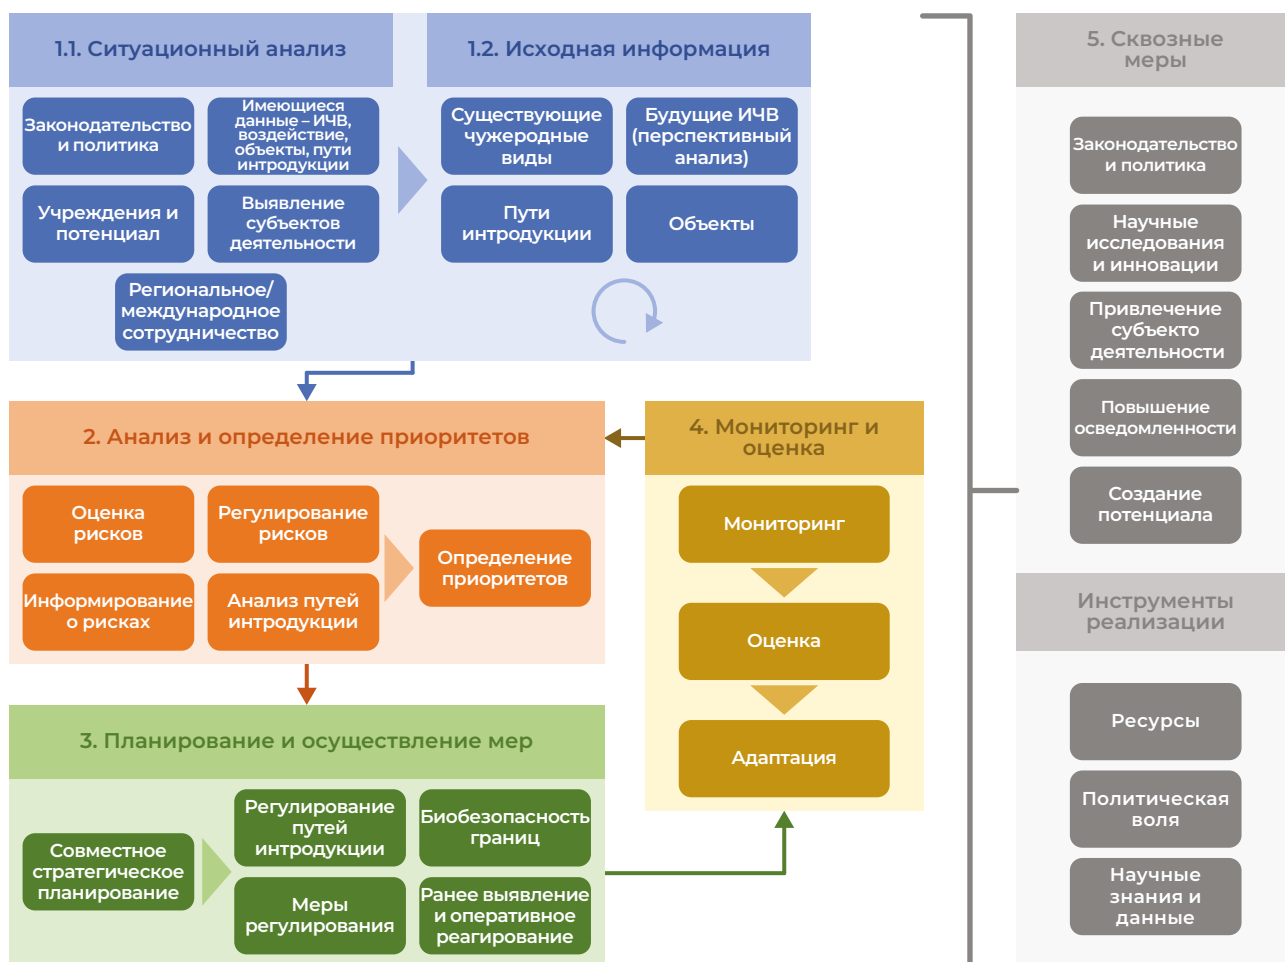 1.1. Ситуационный анализ
Законодательство
и политика
Имеющиеся
данные – ИЧВ,
воздействие,
объекты, пути
интродукции
Учреждения и
потенциал
Выявление
субъектов
деятельности
Региональное/
международное
сотрудничество
1.2. Исходная информация
Существующие
чужеродные
виды
Будущие ИЧВ
(перспективный
анализ)
Пути
интродукции
Объекты
2. Анализ и определение приоритетов
Оценка
рисков
Регулирование
рисков
Информирование
о рисках
Анализ путей
интродукции
Определение
приоритетов
3. Планирование и осуществление мер
Совместное
стратегическое
планирование
Регулирование
путей
интродукции
Биобезопасность
границ
Меры
регулирования
Ранее выявление
и оперативное
реагирование
4. Мониторинг и
оценка
Мониторинг
Оценка
Адаптация
5. Сквозные
меры
Законодательство
и политика
Научные
исследования
и инновации
Привлечение
субъекто
деятельности
Повышение
осведомленности
Создание
потенциала
Инструменты
реализации
Ресурсы
Политическая
воля
Научные
знания и
данные